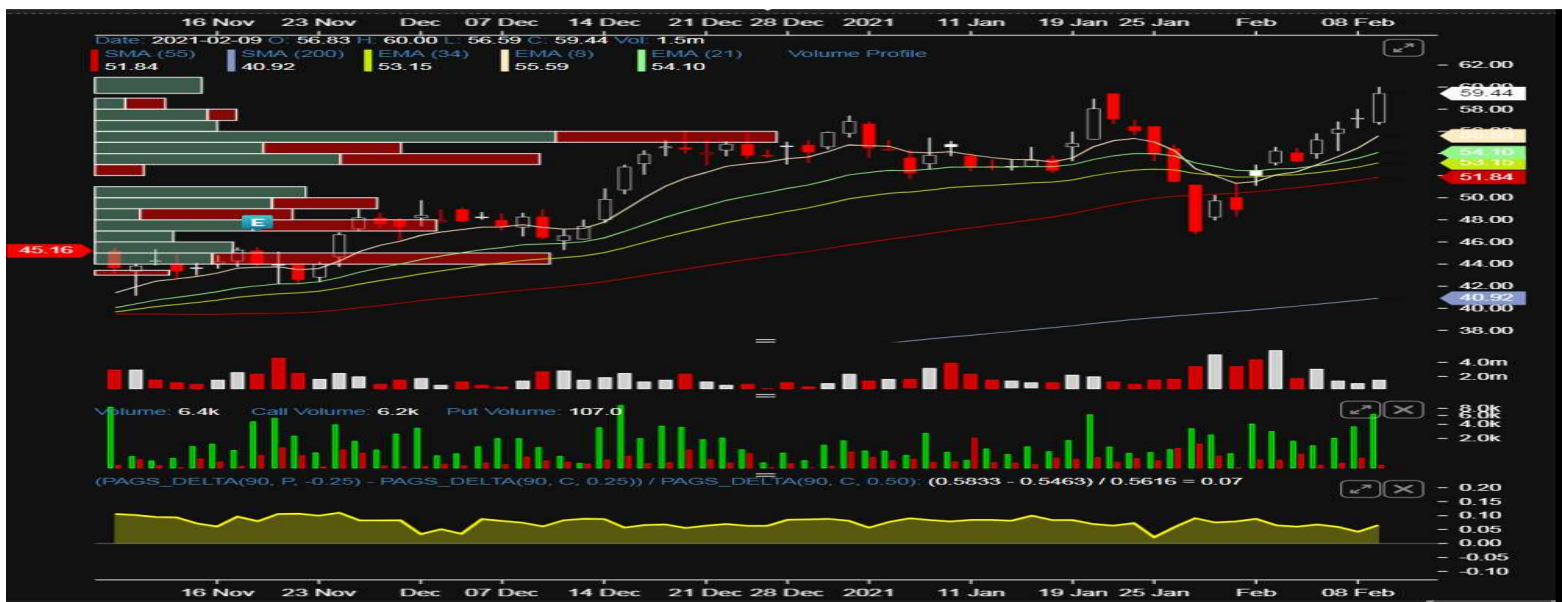 16 Nov 23 Nov Dec 07 Dec 14 Dec 21 Dec 28 Dec 2021 11 Jan 19 Jan 25 Jan Feb 08 Feb
Date: 2021-02-09 O: 56.83 H: 60.00 L: 56.59 C: 59.44 Vol: 1.5m
SMA (55) SMA (200) EMA (34) EMA (8) EMA (21) Volume Profile
51.84 40.92 53.15 55.59 54.10
62.00
59.44
58.00
54.10
53.15
51.84
50.00
E
48.00
46.00
45.16
44.00
42.00
40.92
40.00
38.00
4.0m
2.0m
Volume: 6.4k Call Volume: 6.2k Put Volume: 107.0
8.0k
6.0k
4.0k
2.0k
(PAGS_DELTA(90, P, -0.25) - PAGS_DELTA(90, C, 0.25)) / PAGS_DELTA(90, C, 0.50): (0.5833 - 0.5463) / 0.5616 = 0.07
0.20
0.15
0.10
0.05
0.00
-0.05
-0.10
16 Nov 23 Nov Dec 07 Dec 14 Dec 21 Dec 28 Dec 2021 11 Jan 19 Jan 25 Jan Feb 08 Feb